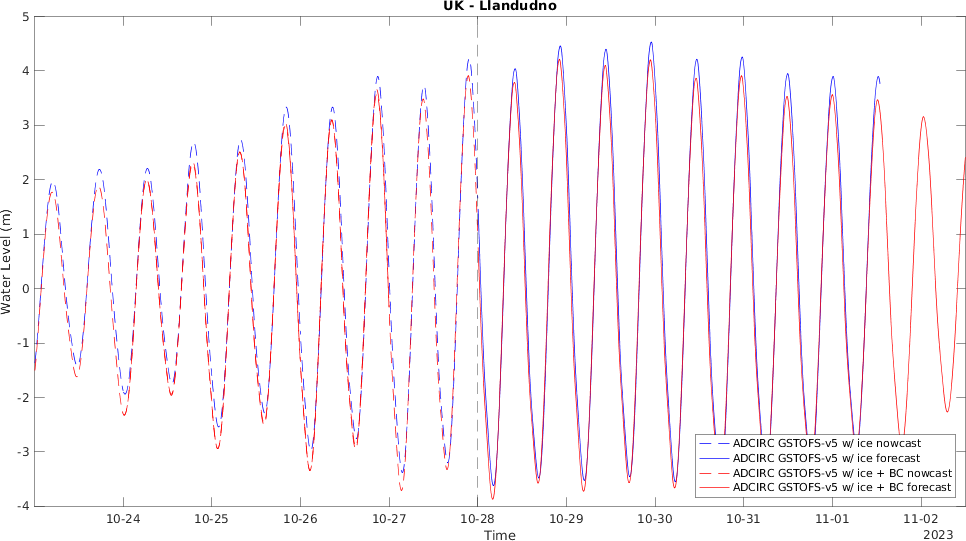 UK - Llandudno
5
4
3
2
1
0
-1
-2
-3
-4
Water Level (m)
ADCIRC GSTOFS-v5 w/ ice nowcast
ADCIRC GSTOFS-v5 w/ ice forecast
ADCIRC GSTOFS-v5 w/ ice + BC nowcast
ADCIRC GSTOFS-v5 w/ ice + BC forecast
10-24 10-25 10-26 10-27 10-28 10-29 10-30 10-31 11-01 11-02
Time
2023